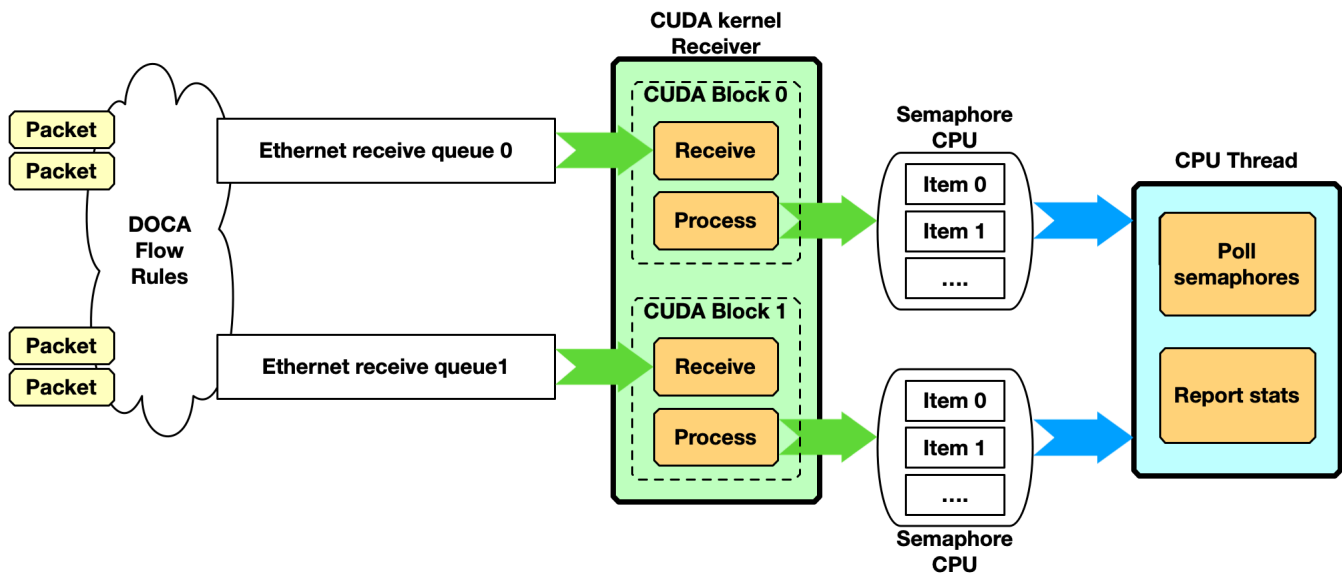 CUDA kernel
Receiver
Packet
Packet
Ethernet receive queue 0
DOCA
Flow
Rules
Packet
Packet
Ethernet receive queue1
CUDA Block 0
Receive
Process
CUDA Block 1
Receive
Process
Semaphore
CPU
Item 0
Item 1
....
Item 0
Item 1
....
Semaphore
CPU
CPU Thread
Poll
semaphores
Report stats